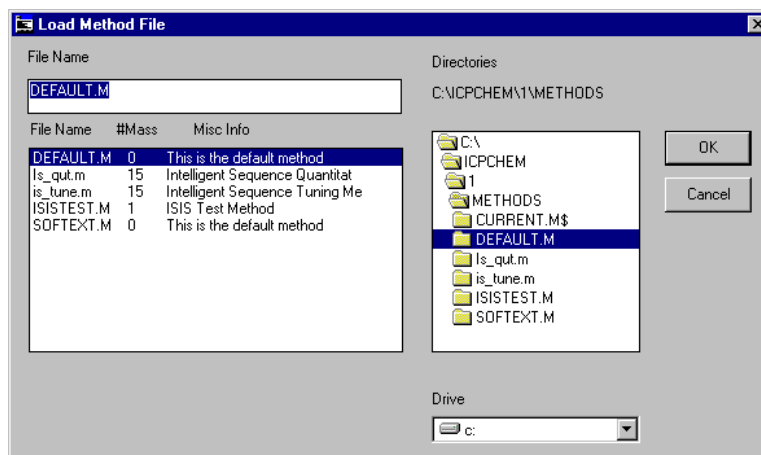 Load Method File
File Name
DEFAULT.M
File Name #Mass Misc Info
DEFAULT.M 0 This is the default method
Is_qut.m 15 Intelligent Sequence Quantitat
is_tune.m 15 Intelligent Sequence Tuning Me
ISISTEST.M 1 ISIS Test Method
SOFTEXT.M 0 This is the default method
Directories
C:\ICPCHEM\1\METHODS
C:\
ICPCHEM
1
METHODS
CURRENT.M$
DEFAULT.M
Is_qut.m
is_tune.m
ISISTEST.M
SOFTEXT.M
Drive
c:
OK
Cancel